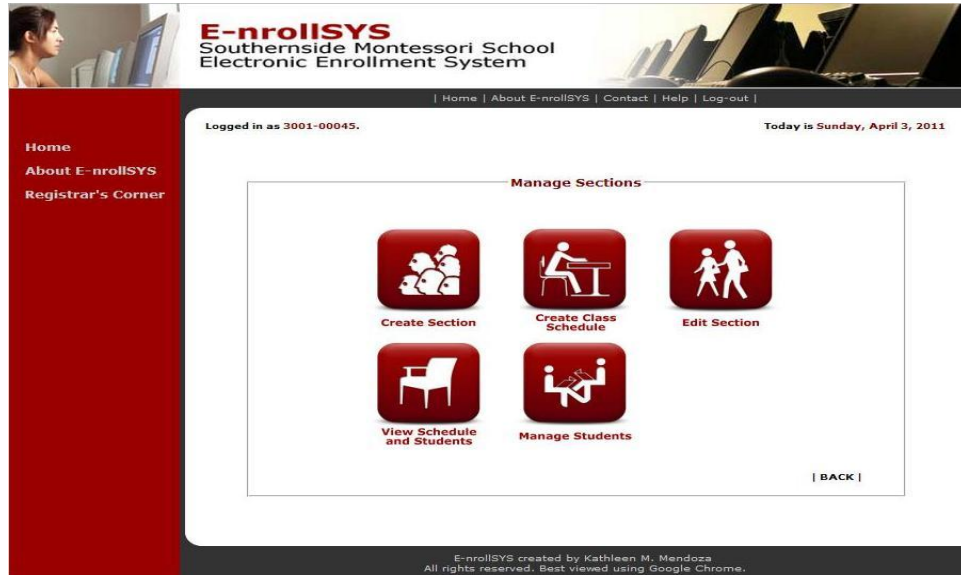 E-nrollSYS
Southernside Montessori School
Electronic Enrollment System
| Home | About E-nrollSYS | Contact | Help | Log-out |
Logged in as 3001-00045.
Today is Sunday, April 3, 2011
Home
About E-nrollSYS
Registrar's Corner
Manage Sections
Create Section
Create Class
Schedule
Edit Section
View Schedule
and Students
Manage Students
| BACK |
E-nrollSYS created by Kathleen M. Mendoza
All rights reserved. Best viewed using Google Chrome.